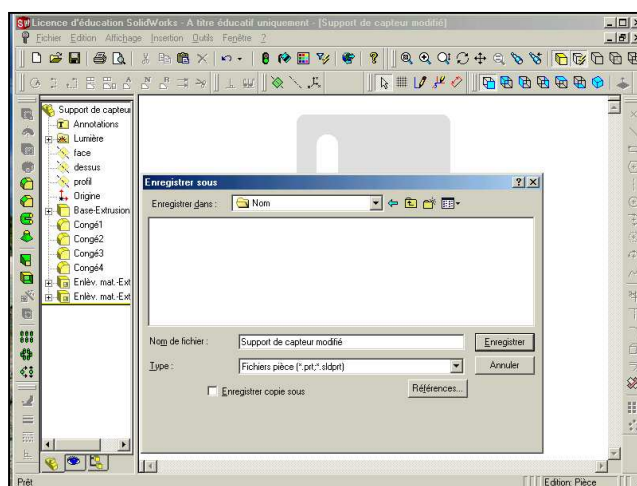 Licence d'éducation SolidWorks - A titre éducatif uniquement - [Support de capteur modifié]
Fichier Edition Affichage Insertion Outils Fenêtre ?
Support de capteur
Annotations
Lumière
face
dessus
profil
Origine
Base-Extrusion
Congé1
Congé2
Congé3
Congé4
Enlèv. mat.-Ext
Enlèv. mat.-Ext
Enregistrer sous
Enregistrer dans :
Nom
Nom de fichier :
Support de capteur modifié
Enregistrer
Type :
Fichiers pièce (*.prt;*.sldprt)
Annuler
Enregistrer copie sous
Références...
Prêt
Edition: Pièce